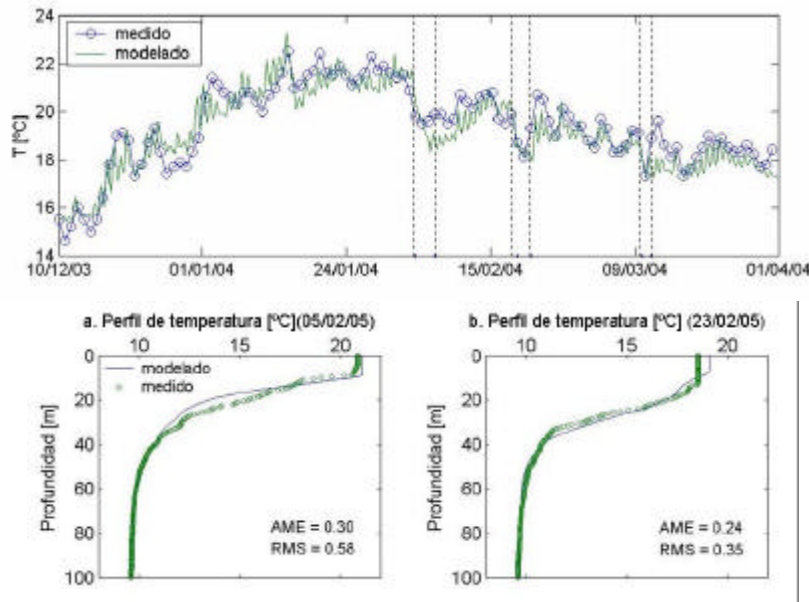 24
22
20
18
16
14
T [ºC]
medido
modelado
10/12/03 01/01/04 24/01/04 15/02/04 09/03/04 01/04/04
a. Perfil de temperatura [ºC](05/02/05)
10 15 20
0
20
40
60
80
100
Profundidad [m]
modelado
medido
AME = 0.30
RMS = 0.58
b. Perfil de temperatura [ºC] (23/02/05)
10 15 20
0
20
40
60
80
100
Profundidad [m]
AME = 0.24
RMS = 0.35